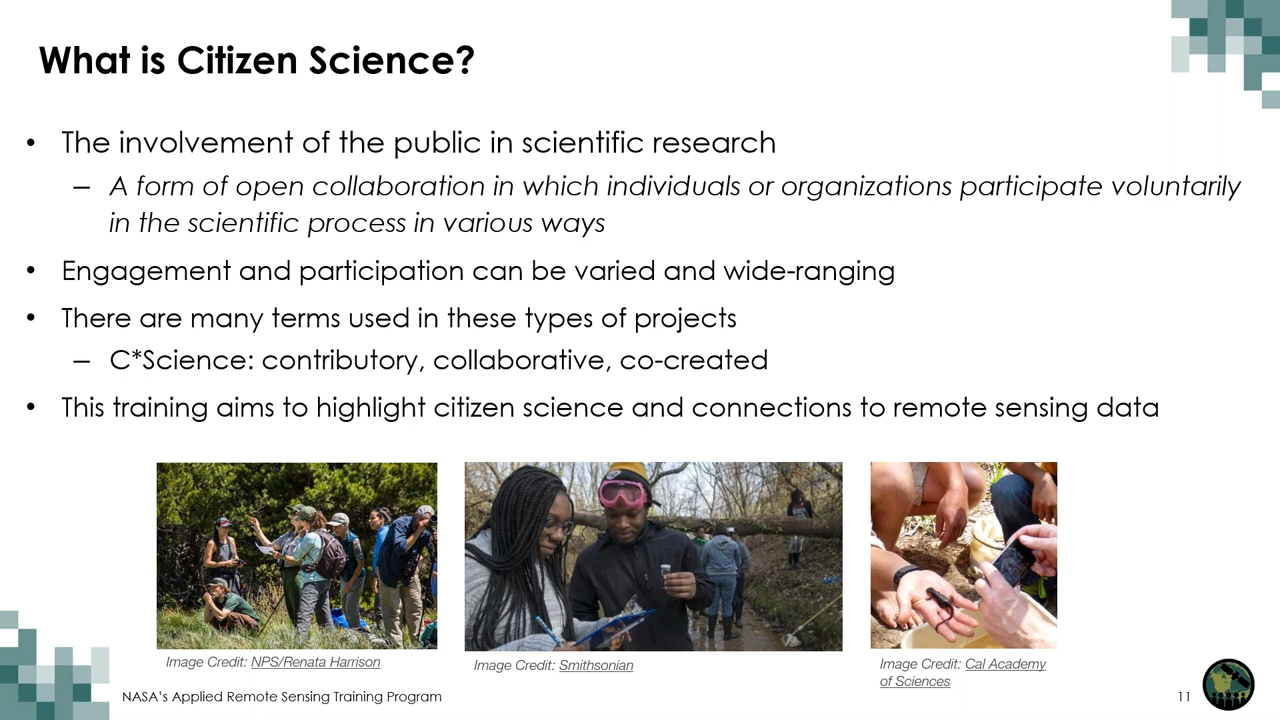 What is Citizen Science?
• The involvement of the public in scientific research
– A form of open collaboration in which individuals or organizations participate voluntarily
in the scientific process in various ways
• Engagement and participation can be varied and wide-ranging
• There are many terms used in these types of projects
– C*Science: contributory, collaborative, co-created
• This training aims to highlight citizen science and connections to remote sensing data
Image Credit: NPS/Renata Harrison
Image Credit: Smithsonian
Image Credit: Cal Academy
of Sciences
NASA's Applied Remote Sensing Training Program
11